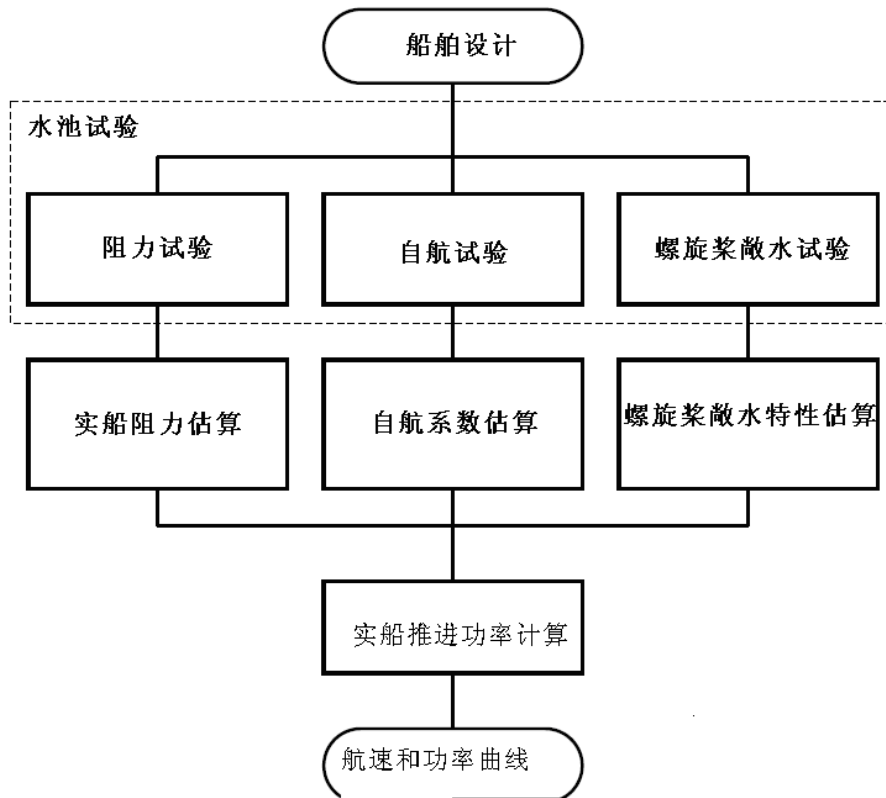 船舶设计
水池试验
阻力试验
自航试验
螺旋桨敞水试验
实船阻力估算
自航系数估算
螺旋桨敞水特性估算
实船推进功率计算
航速和功率曲线